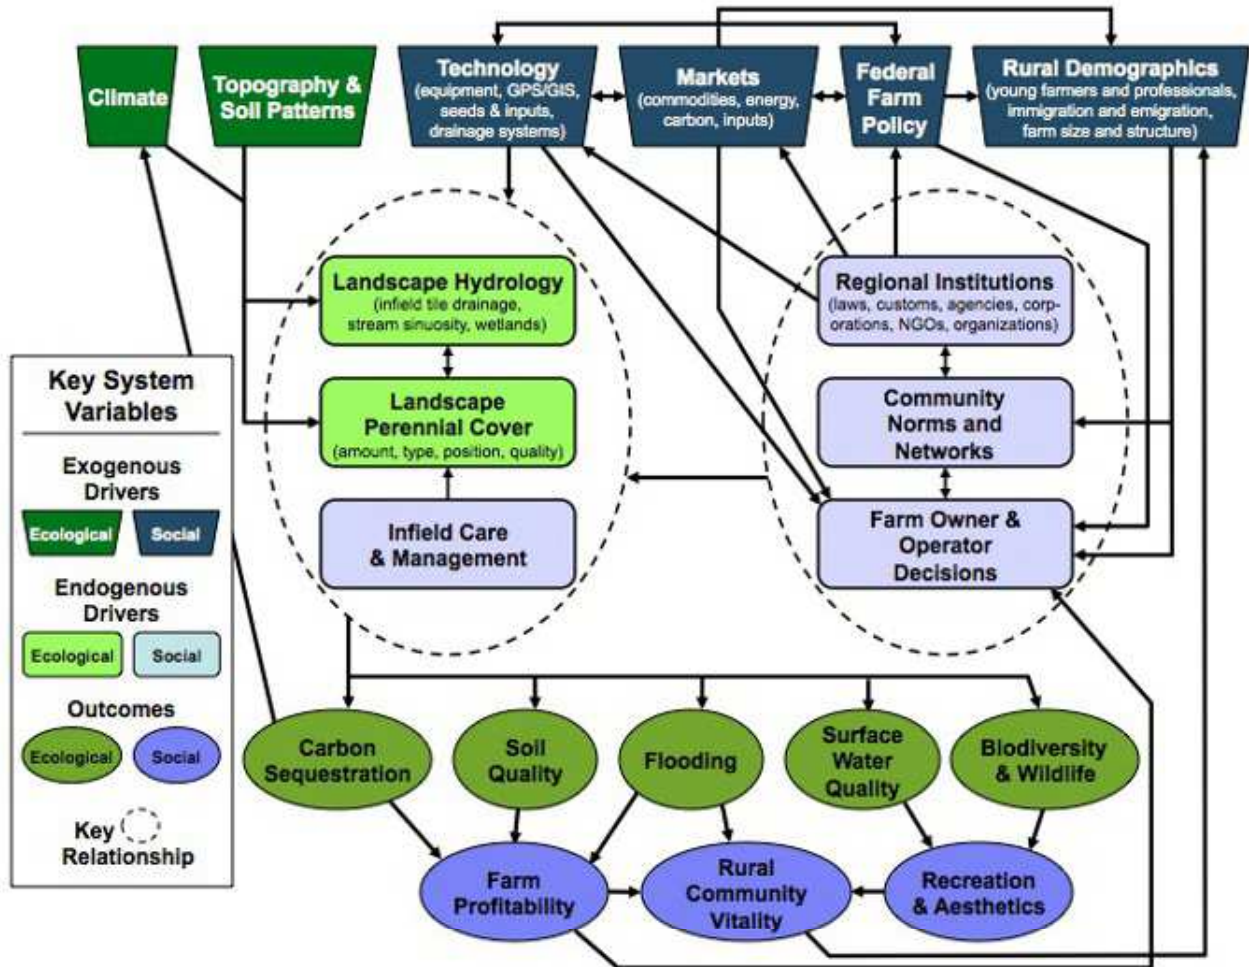 Climate
Topography &
Soil Patterns
Technology
(equipment, GPS/GIS,
seeds & inputs,
drainage systems)
Markets
(commodities, energy,
carbon, inputs)
Federal
Farm
Policy
Rural Demographics
(young farmers and professionals,
immigration and emigration,
farm size and structure)
Landscape Hydrology
(infield tile drainage,
stream sinuosity, wetlands)
Landscape
Perennial Cover
(amount, type, position, quality)
Infield Care
& Management
Regional Institutions
(laws, customs, agencies, corp-
orations, NGOs, organizations)
Community
Norms and
Networks
Farm Owner &
Operator
Decisions
Key System
Variables
Exogenous
Drivers
Ecological
Social
Endogenous
Drivers
Ecological
Social
Outcomes
Ecological
Social
Key
Relationship
Carbon
Sequestration
Soil
Quality
Flooding
Surface
Water
Quality
Biodiversity
& Wildlife
Farm
Profitability
Rural
Community
Vitality
Recreation
& Aesthetics